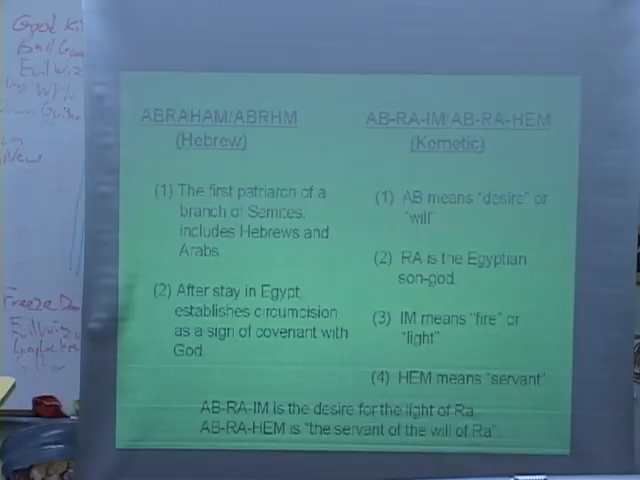 Evil Wiz
New
ABRAHAM/ABRHM
(Hebrew)
(1) The first patriarch of a
branch of Semites,
includes Hebrews and
Arabs.
(2) After stay in Egypt,
establishes circumcision
as a sign of covenant with
God.
AB-RA-IM/AB-RA-HEM
(Kemetic)
(1) AB means "desire" or
"will"
(2) RA is the Egyptian
son-god.
(3) IM means "fire" or
"light"
(4) HEM means "servant"
AB-RA-IM is the desire for the light of Ra
AB-RA-HEM is "the servant of the will of Ra".
Freeze